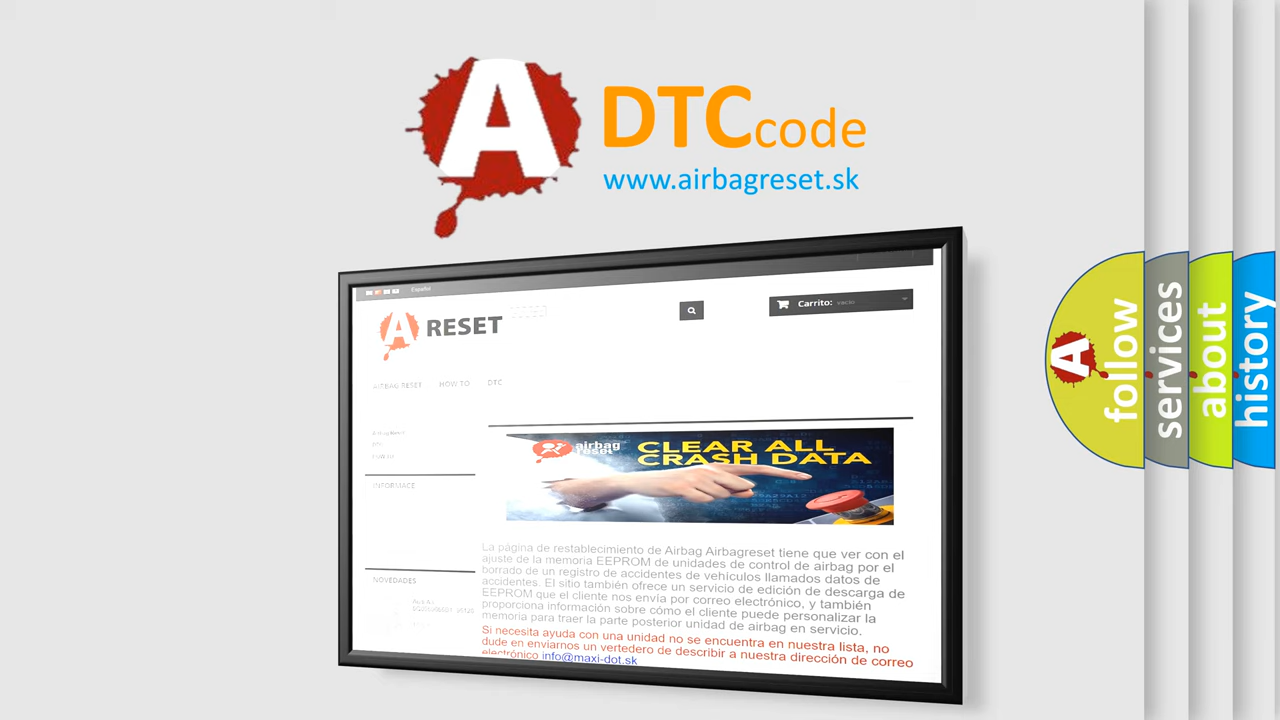 A
DTCcode
www.airbagreset.sk
Español
A RESET
Carrito: vacío
AIRBAG RESET HOW TO DTC
Airbag Reset
INFORMACE
airbag
reset
CLEAR ALL
CRASH DATA
La página de restablecimiento de Airbag Airbagreset tiene que ver con el
ajuste de la memoria EEPROM de unidades de control de airbag por el
borrado de un registro de accidentes de vehículos llamados datos de
accidentes. El sitio también ofrece un servicio de edición de descarga de
EEPROM que el cliente nos envía por correo electrónico, y también
proporciona información sobre cómo el cliente puede personalizar la
memoria para traer la parte posterior unidad de airbag en servicio.
Si necesita ayuda con una unidad no se encuentra en nuestra lista, no
dude en enviarnos un vertedero de describir a nuestra dirección de correo
electrónico info@maxi-dot.sk
NOVEDADES
A follow
services
about
history